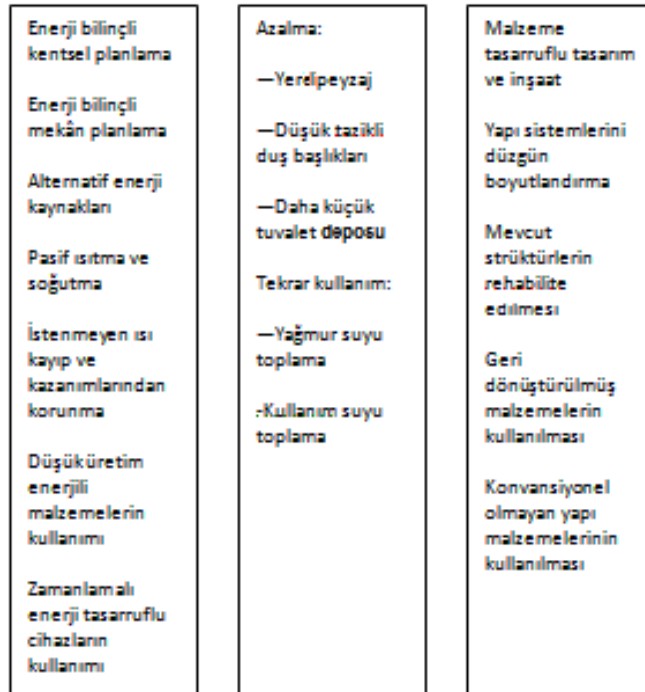 Enerji bilinçli
kentsel planlama
Enerji bilinçli
mekân planlama
Alternatif enerji
kaynakları
Pasif ısıtma ve
soğutma
İstenmeyen ısı
kayıp ve
kazanımlarından
korunma
Düşük üretim
enerjili
malzemelerin
kullanımı
Zamanlamalı
enerji tasarruflu
cihazların
kullanımı
Azalma:
—Yerelpeyzaj
—Düşük tazikli
duş başlıkları
—Daha küçük
tuvalet deposu
Tekrar kullanım:
—Yağmur suyu
toplama
-Kullanım suyu
toplama
Malzeme
tasarruflu tasarım
ve inşaat
Yapı sistemlerini
düzgün
boyutlandırma
Mevcut
strüktürlerin
rehabilite
edilmesi
Geri
dönüştürülmüş
malzemelerin
kullanılması
Konvansiyonel
olmayan yapı
malzemelerinin
kullanılması